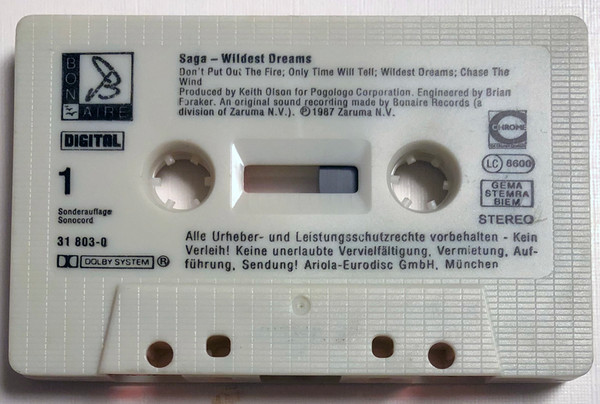 BON
AIRE
DIGITAL
1
Sonderauflage
Sonocord
31 803-0
DOLBY SYSTEM ®
Saga – Wildest Dreams
Don't Put Out The Fire; Only Time Will Tell; Wildest Dreams; Chase The
Wind
Produced by Keith Olson for Pogologo Corporation. Engineered by Brian
Foraker. An original sound recording made by Bonaire Records (a
division of Zaruma N.V.). ℗ 1987 Zaruma N.V.
CHROME
LC 8600
GEMA
STEMRA
BIEM
STEREO
Alle Urheber- und Leistungsschutzrechte vorbehalten - Kein
Verleih! Keine unerlaubte Vervielfältigung, Vermietung, Auf-
führung, Sendung! Ariola-Eurodisc GmbH, München